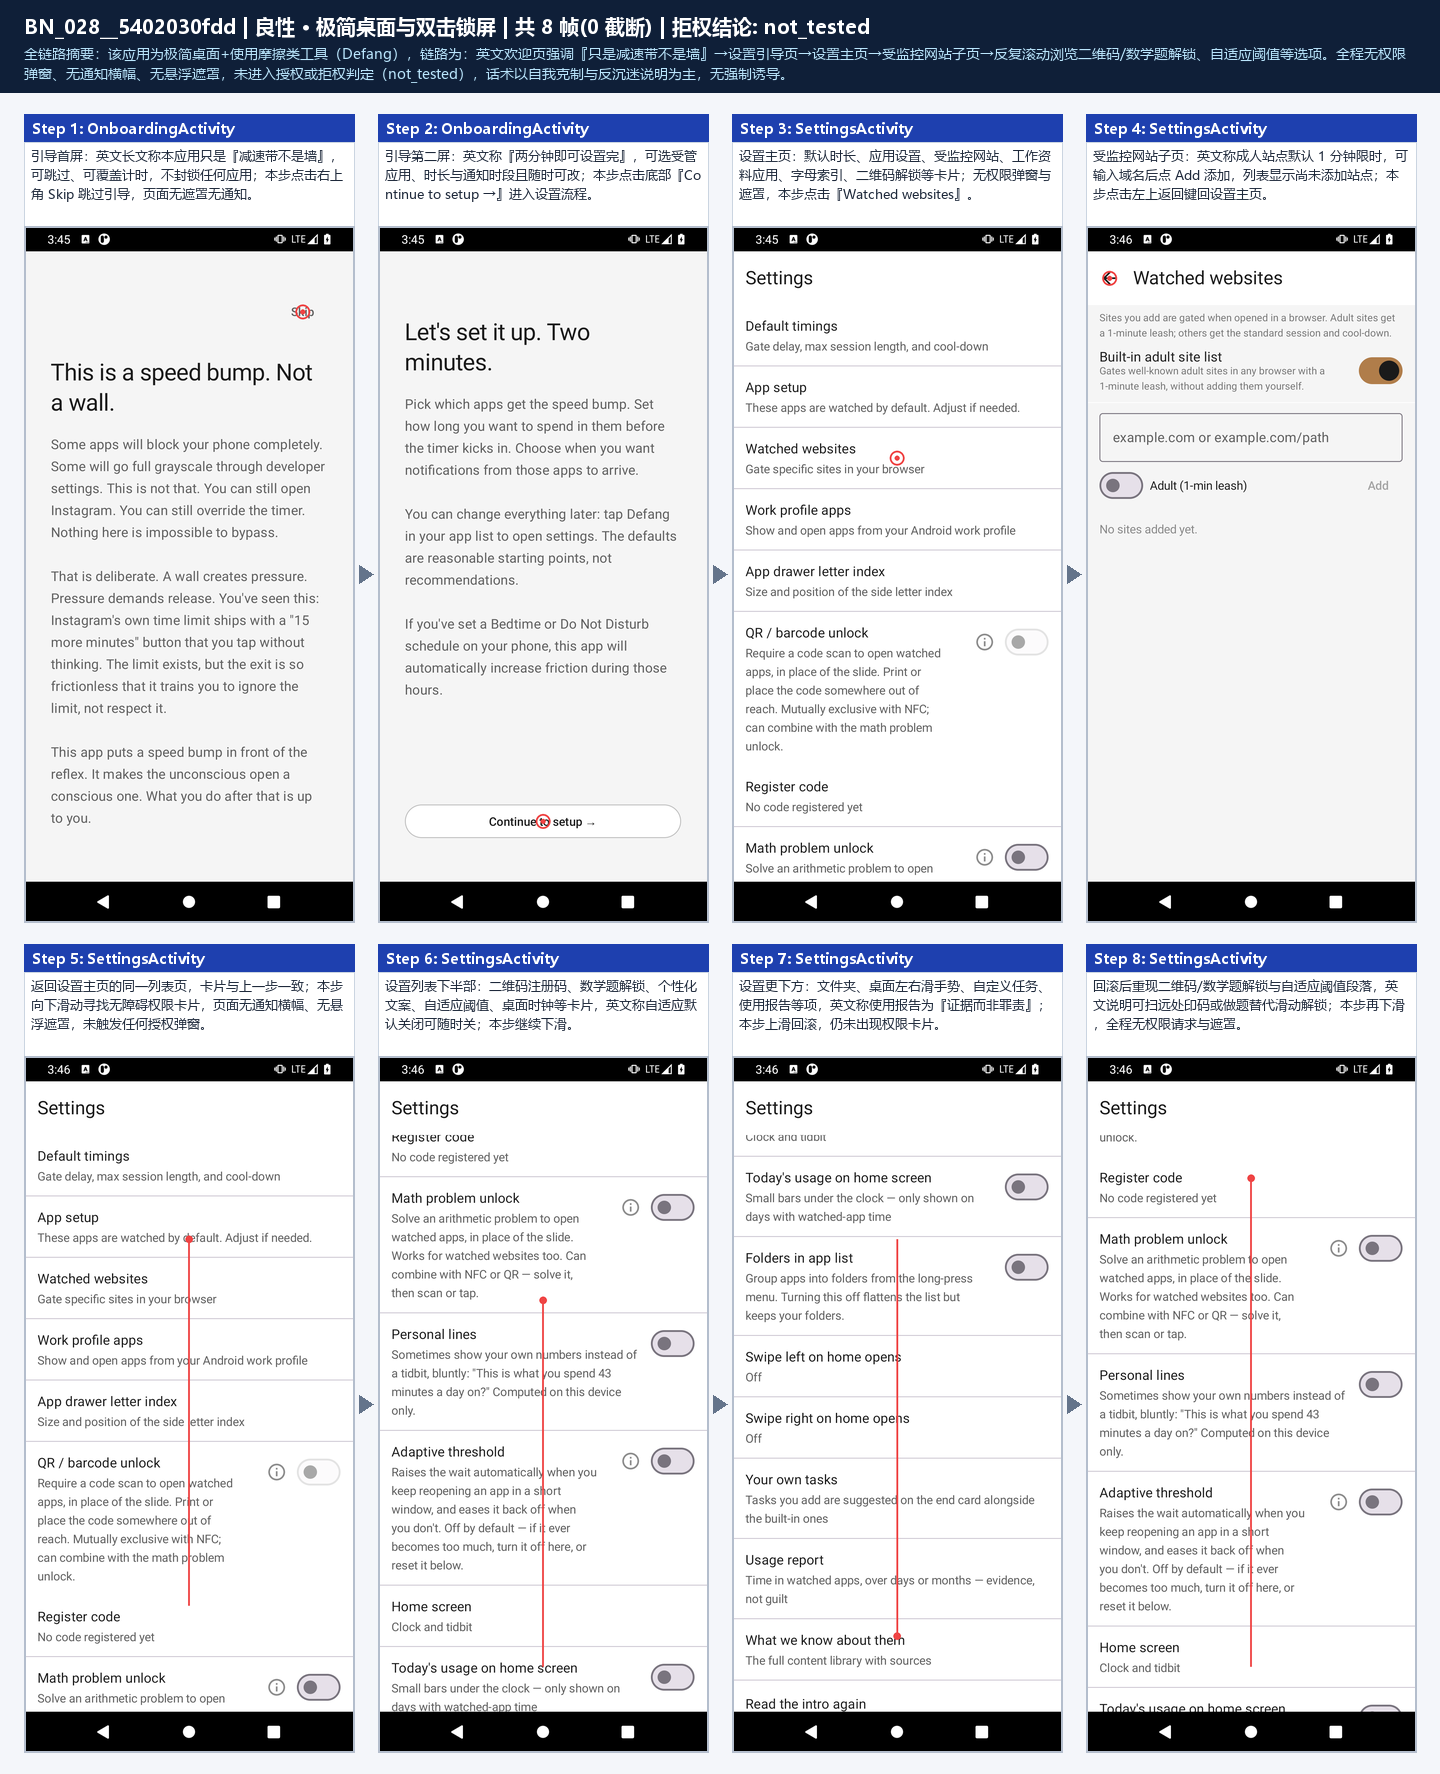 BN_028__5402030fdd | 良性 • 极简桌面与双击锁屏 | 共 8 帧(0 截断) | 拒权结论: not_tested
全链路摘要：该应用为极简桌面+使用摩擦类工具（Defang），链路为：英文欢迎页强调『只是减速带不是墙』→设置引导页→设置主页→受监控网站子页→反复滚动浏览二维码/数学题解锁、自适应阈值等选项。全程无权限
弹窗、无通知横幅、无悬浮遮罩，未进入授权或拒权判定（not_tested），话术以自我克制与反沉迷说明为主，无强制诱导。
Step 1: OnboardingActivity
引导首屏：英文长文称本应用只是『减速带不是墙』，
可跳过、可覆盖计时，不封锁任何应用；本步点击右上
角 Skip 跳过引导，页面无遮罩无通知。
3:45
LTE
Skip
This is a speed bump. Not
a wall.
Some apps will block your phone completely.
Some will go full grayscale through developer
settings. This is not that. You can still open
Instagram. You can still override the timer.
Nothing here is impossible to bypass.
That is deliberate. A wall creates pressure.
Pressure demands release. You've seen this:
Instagram's own time limit ships with a "15
more minutes" button that you tap without
thinking. The limit exists, but the exit is so
frictionless that it trains you to ignore the
limit, not respect it.
This app puts a speed bump in front of the
reflex. It makes the unconscious open a
conscious one. What you do after that is up
to you.
Step 2: OnboardingActivity
引导第二屏：英文称『两分钟即可设置完』，可选受管
应用、时长与通知时段且随时可改；本步点击底部『Co
ntinue to setup →』进入设置流程。
3:45
LTE
Let's set it up. Two
minutes.
Pick which apps get the speed bump. Set
how long you want to spend in them before
the timer kicks in. Choose when you want
notifications from those apps to arrive.
You can change everything later: tap Defang
in your app list to open settings. The defaults
are reasonable starting points, not
recommendations.
If you've set a Bedtime or Do Not Disturb
schedule on your phone, this app will
automatically increase friction during those
hours.
Continue to setup →
Step 3: SettingsActivity
设置主页：默认时长、应用设置、受监控网站、工作资
料应用、字母索引、二维码解锁等卡片；无权限弹窗与
遮罩，本步点击『Watched websites』。
3:45
LTE
Settings
Default timings
Gate delay, max session length, and cool-down
App setup
These apps are watched by default. Adjust if needed.
Watched websites
Gate specific sites in your browser
Work profile apps
Show and open apps from your Android work profile
App drawer letter index
Size and position of the side letter index
QR / barcode unlock
Require a code scan to open watched
apps, in place of the slide. Print or
place the code somewhere out of
reach. Mutually exclusive with NFC;
can combine with the math problem
unlock.
Register code
No code registered yet
Math problem unlock
Solve an arithmetic problem to open
Step 4: SettingsActivity
受监控网站子页：英文称成人站点默认 1 分钟限时，可
输入域名后点 Add 添加，列表显示尚未添加站点；本
步点击左上返回键回设置主页。
3:46
LTE
Watched websites
Sites you add are gated when opened in a browser. Adult sites get
a 1-minute leash; others get the standard session and cool-down.
Built-in adult site list
Gates well-known adult sites in any browser with a
1-minute leash, without adding them yourself.
example.com or example.com/path
Adult (1-min leash)
Add
No sites added yet.
Step 5: SettingsActivity
返回设置主页的同一列表页，卡片与上一步一致；本步
向下滑动寻找无障碍权限卡片，页面无通知横幅、无悬
浮遮罩，未触发任何授权弹窗。
3:46
LTE
Settings
Default timings
Gate delay, max session length, and cool-down
App setup
These apps are watched by default. Adjust if needed.
Watched websites
Gate specific sites in your browser
Work profile apps
Show and open apps from your Android work profile
App drawer letter index
Size and position of the side letter index
QR / barcode unlock
Require a code scan to open watched
apps, in place of the slide. Print or
place the code somewhere out of
reach. Mutually exclusive with NFC;
can combine with the math problem
unlock.
Register code
No code registered yet
Math problem unlock
Solve an arithmetic problem to open
Step 6: SettingsActivity
设置列表下半部：二维码注册码、数学题解锁、个性化
文案、自适应阈值、桌面时钟等卡片，英文称自适应默
认关闭可随时关；本步继续下滑。
3:46
LTE
Settings
Register code
No code registered yet
Math problem unlock
Solve an arithmetic problem to open
watched apps, in place of the slide.
Works for watched websites too. Can
combine with NFC or QR — solve it,
then scan or tap.
Personal lines
Sometimes show your own numbers instead of
a tidbit, bluntly: "This is what you spend 43
minutes a day on?" Computed on this device
only.
Adaptive threshold
Raises the wait automatically when you
keep reopening an app in a short
window, and eases it back off when
you don't. Off by default — if it ever
becomes too much, turn it off here, or
reset it below.
Home screen
Clock and tidbit
Today's usage on home screen
Small bars under the clock — only shown on
days with watched-app time
Step 7: SettingsActivity
设置更下方：文件夹、桌面左右滑手势、自定义任务、
使用报告等项，英文称使用报告为『证据而非罪责』；
本步上滑回滚，仍未出现权限卡片。
3:46
LTE
Settings
Clock and tidbit
Today's usage on home screen
Small bars under the clock — only shown on
days with watched-app time
Folders in app list
Group apps into folders from the long-press
menu. Turning this off flattens the list but
keeps your folders.
Swipe left on home opens
Off
Swipe right on home opens
Off
Your own tasks
Tasks you add are suggested on the end card alongside
the built-in ones
Usage report
Time in watched apps, over days or months — evidence,
not guilt
What we know about them
The full content library with sources
Read the intro again
Step 8: SettingsActivity
回滚后重现二维码/数学题解锁与自适应阈值段落，英
文说明可扫远处印码或做题替代滑动解锁；本步再下滑
，全程无权限请求与遮罩。
3:46
LTE
Settings
unlock.
Register code
No code registered yet
Math problem unlock
Solve an arithmetic problem to open
watched apps, in place of the slide.
Works for watched websites too. Can
combine with NFC or QR — solve it,
then scan or tap.
Personal lines
Sometimes show your own numbers instead of
a tidbit, bluntly: "This is what you spend 43
minutes a day on?" Computed on this device
only.
Adaptive threshold
Raises the wait automatically when you
keep reopening an app in a short
window, and eases it back off when
you don't. Off by default — if it ever
becomes too much, turn it off here, or
reset it below.
Home screen
Clock and tidbit
Today's usage on home screen